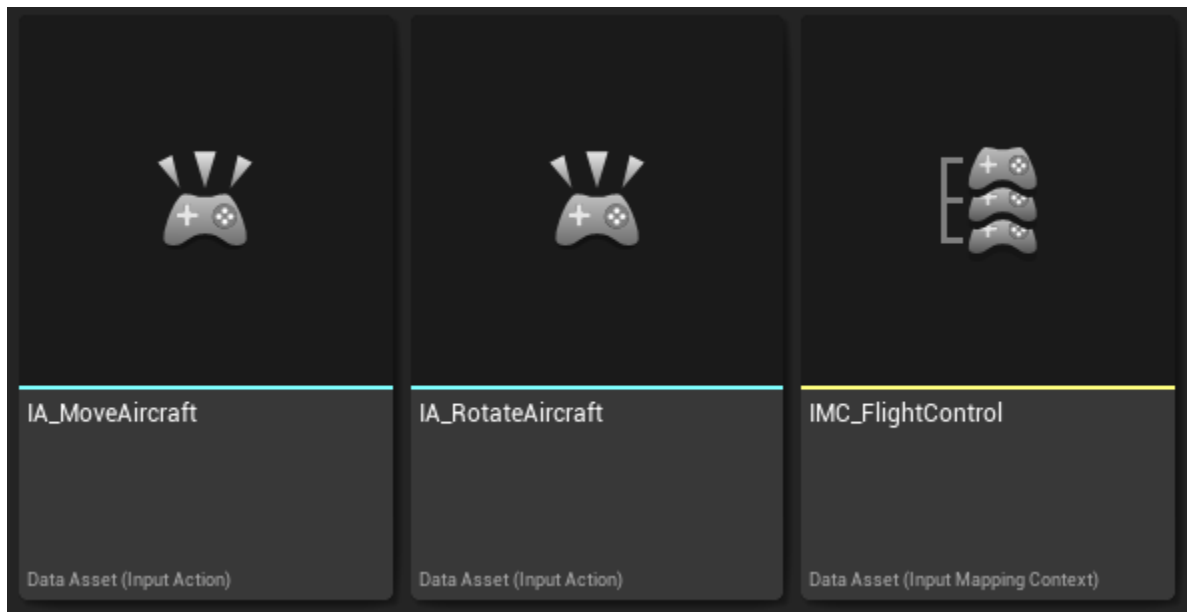 IA_MoveAircraft
Data Asset (Input Action)
IA_RotateAircraft
Data Asset (Input Action)
IMC_FlightControl
Data Asset (Input Mapping Context)